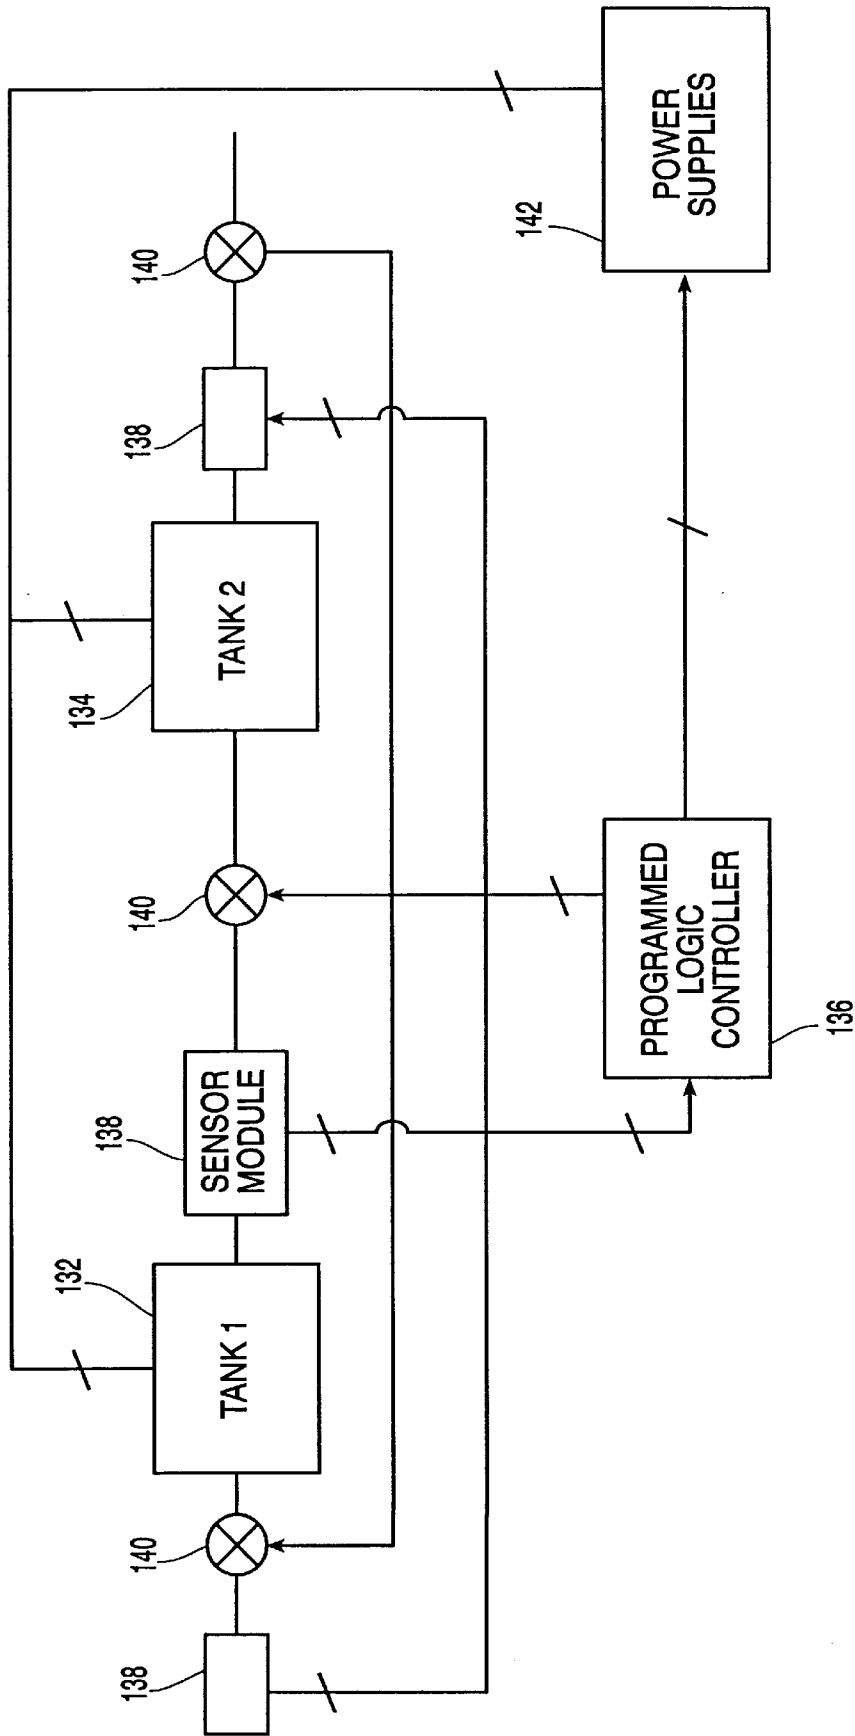 138
140
TANK 1
132
SENSOR
MODULE
138
140
TANK 2
134
138
140
PROGRAMMED
LOGIC
CONTROLLER
136
POWER
SUPPLIES
142